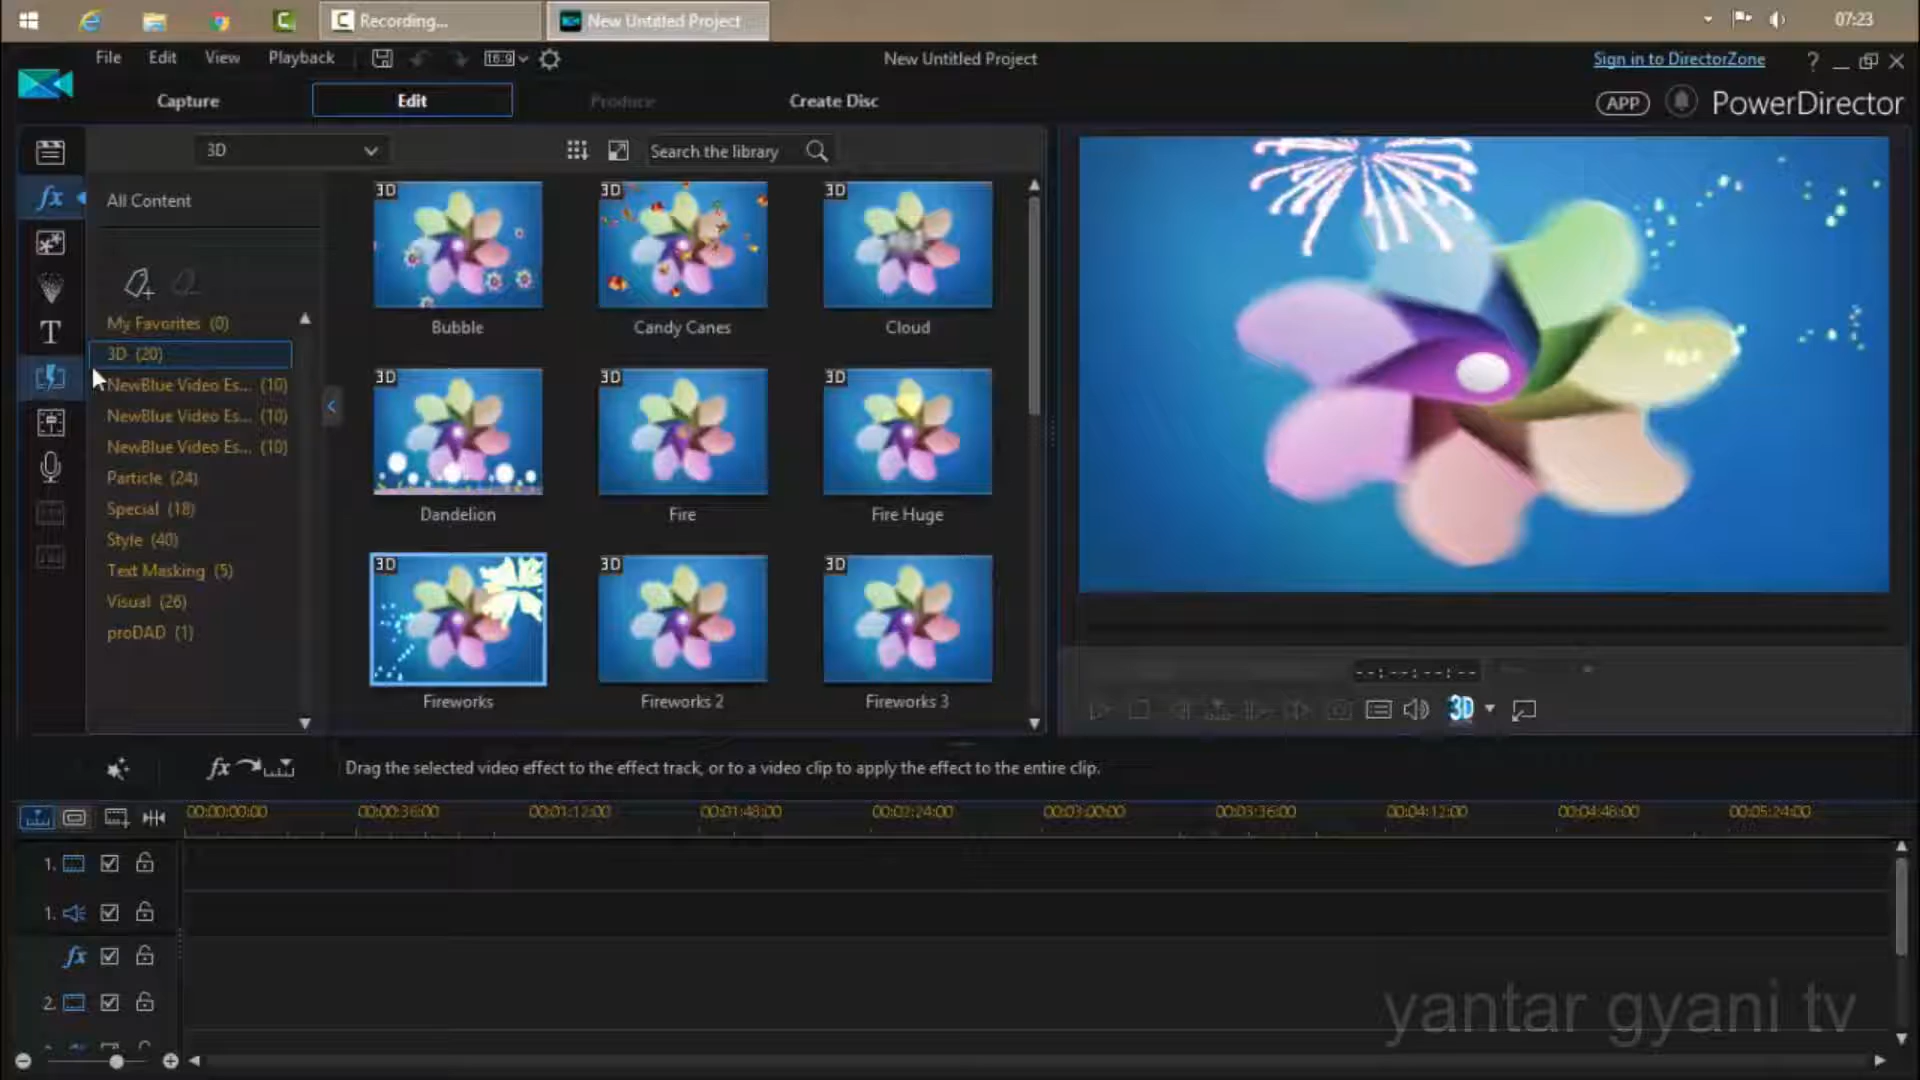 Recording...
New Untitled Project
07:23
File
Edit
View
Playback
16:9
New Untitled Project
Sign in to DirectorZone
?
Capture
Edit
Produce
Create Disc
APP
PowerDirector
3D
Search the library
fx
All Content
T
My Favorites (0)
3D (20)
NewBlue Video Es... (10)
NewBlue Video Es... (10)
NewBlue Video Es... (10)
Particle (24)
Special (18)
Style (40)
Text Masking (5)
Visual (26)
proDAD (1)
3D
3D
3D
Bubble
Candy Canes
Cloud
3D
3D
3D
Dandelion
Fire
Fire Huge
3D
3D
3D
Fireworks
Fireworks 2
Fireworks 3
--:--:--:--
3D
fx
Drag the selected video effect to the effect track, or to a video clip to apply the effect to the entire clip.
00:00:00:00
00:00:36:00
00:01:12:00
00:01:48:00
00:02:24:00
00:03:00:00
00:03:36:00
00:04:12:00
00:04:48:00
00:05:24:00
1.
1.
fx
2.
yantar gyani tv